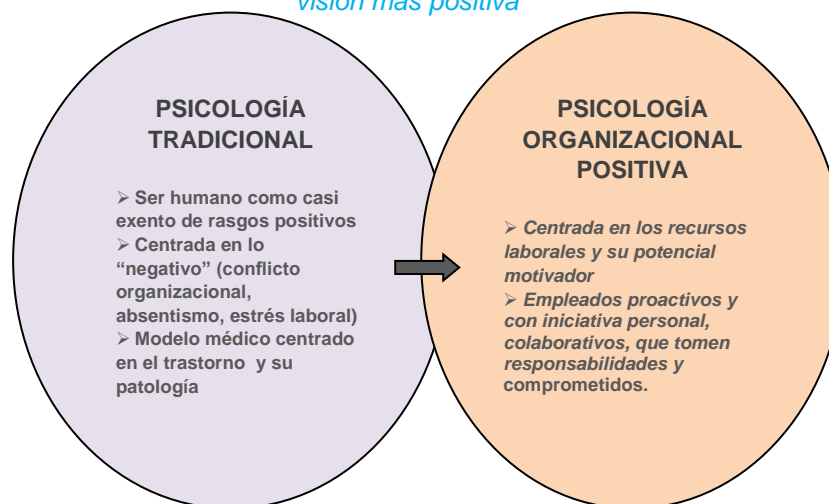 visión más positiva
PSICOLOGÍA
TRADICIONAL
➢ Ser humano como casi
exento de rasgos positivos
➢ Centrada en lo
“negativo” (conflicto
organizacional,
absentismo, estrés laboral)
➢ Modelo médico centrado
en el trastorno y su
patología
PSICOLOGÍA
ORGANIZACIONAL
POSITIVA
➢ Centrada en los recursos
laborales y su potencial
motivador
➢ Empleados proactivos y
con iniciativa personal,
colaborativos, que tomen
responsabilidades y
comprometidos.